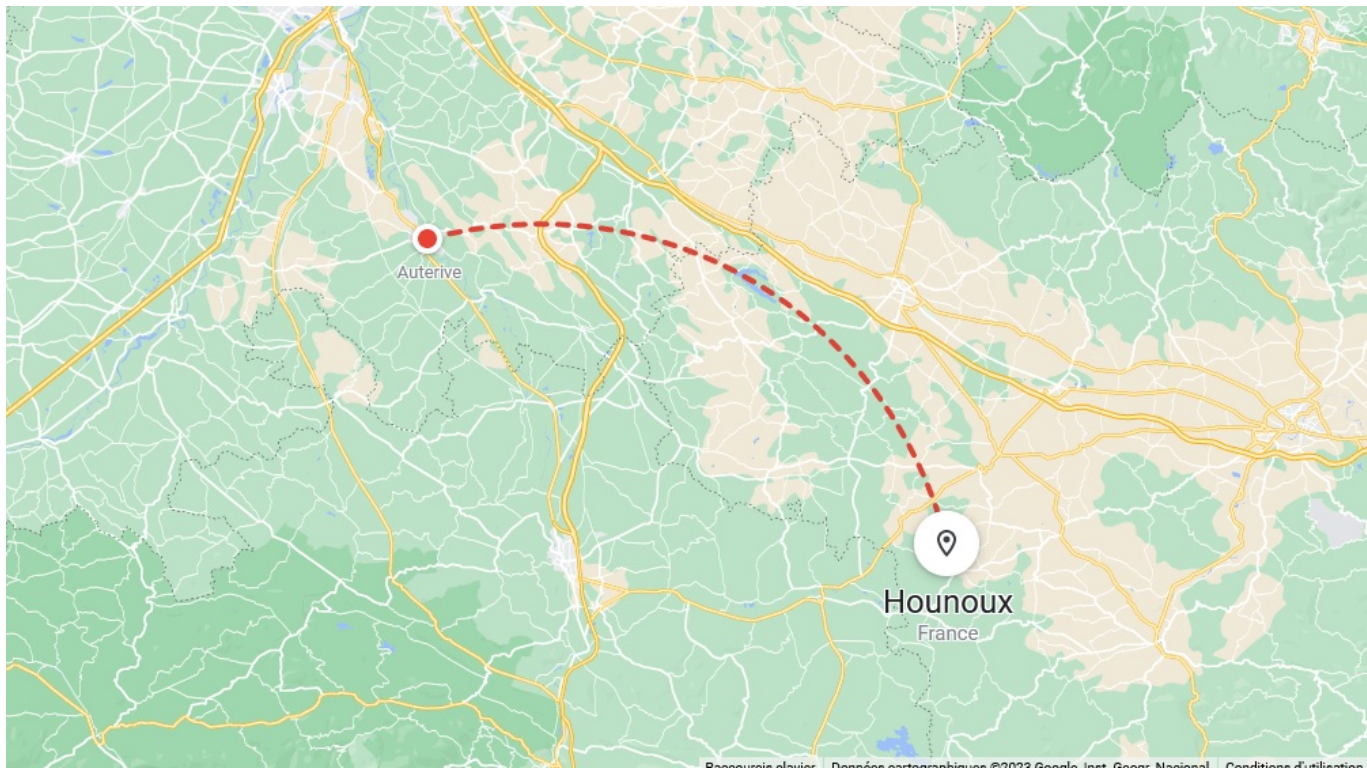 Auterive
Hounoux
France
Raccourcis clavier
Données cartographiques ©2023 Google, Inst. Geogr. Nacional
Conditions d'utilisation